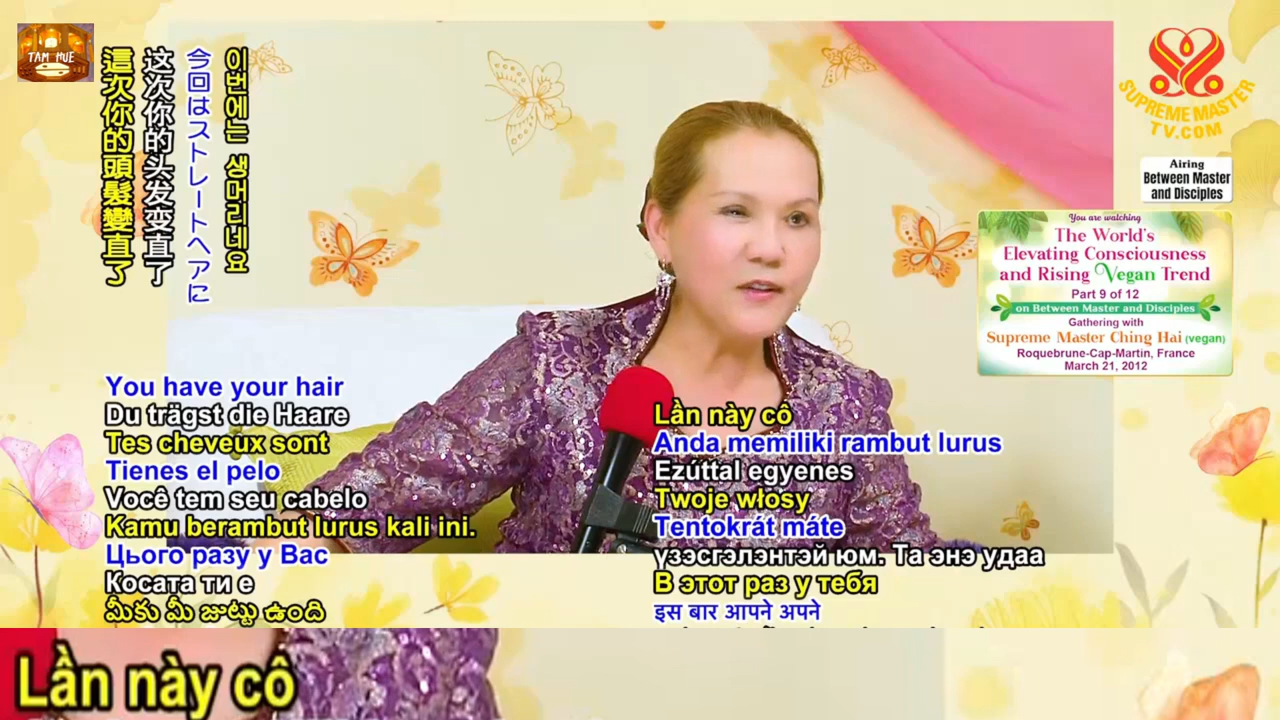 TAM HUE
這次你的頭髮變直了
这次你的头发变直了
今回はストレートヘアに
이번에는 생머리네요
SUPREME MASTER
TV.COM
Airing
Between Master
and Disciples
You are watching
The World's
Elevating Consciousness
and Rising Vegan Trend
Part 9 of 12
on Between Master and Disciples
Gathering with
Supreme Master Ching Hai (vegan)
Roquebrune-Cap-Martin, France
March 21, 2012
You have your hair
Du trägst die Haare
Tes cheveux sont
Tienes el pelo
Você tem seu cabelo
Kamu berambut lurus kali ini.
Цього разу у Вас
Косата ти е
మీకు మీ జుట్టు ఉంది
Lần này cô
Anda memiliki rambut lurus
Ezúttal egyenes
Twoje włosy
Tentokrát máte
үзэсгэлэнтэй юм. Та энэ удаа
В этот раз у тебя
इस बार आपने अपने
Lần này cô